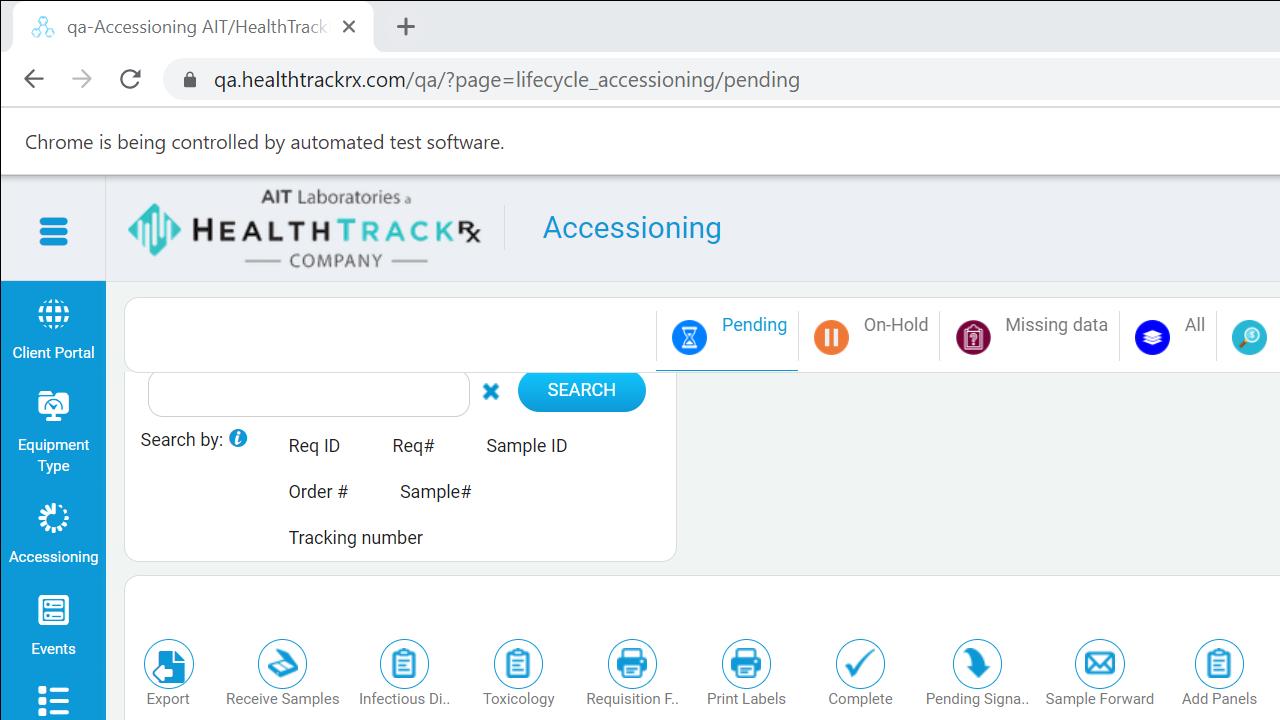 qa-Accessioning AIT/HealthTrack
qa.healthtrackrx.com/qa/?page=lifecycle_accessioning/pending
Chrome is being controlled by automated test software.
AIT Laboratories a
HEALTHTRACKRx
COMPANY
Accessioning
Pending
On-Hold
Missing data
All
SEARCH
Search by:
Req ID
Req#
Sample ID
Order #
Sample#
Tracking number
Client Portal
Equipment
Type
Accessioning
Events
Export
Receive Samples
Infectious Di..
Toxicology
Requisition F..
Print Labels
Complete
Pending Signa..
Sample Forward
Add Panels